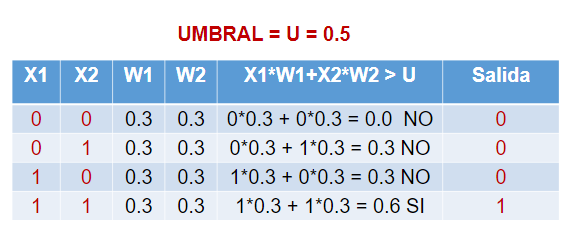 UMBRAL = U = 0.5
X1 X2 W1 W2 X1*W1+X2*W2 > U Salida
0 0 0.3 0.3 0*0.3 + 0*0.3 = 0.0 NO 0
0 1 0.3 0.3 0*0.3 + 1*0.3 = 0.3 NO 0
1 0 0.3 0.3 1*0.3 + 0*0.3 = 0.3 NO 0
1 1 0.3 0.3 1*0.3 + 1*0.3 = 0.6 SI 1